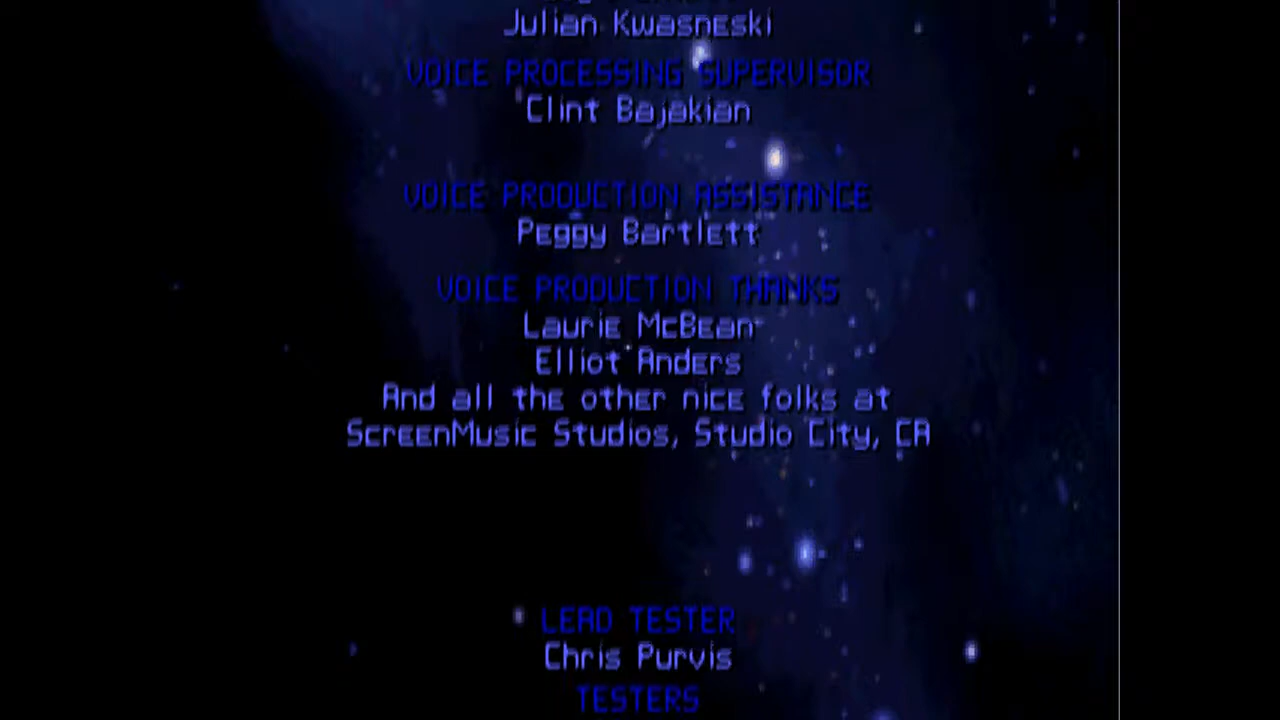 Julian Kwasneski
VOICE PROCESSING SUPERVISOR
Clint Bajakian
VOICE PRODUCTION ASSISTANCE
Peggy Bartlett
VOICE PRODUCTION THANKS
Laurie McBean
Elliot Anders
And all the other nice folks at
ScreenMusic Studios, Studio City, CA
LEAD TESTER
Chris Purvis
TESTERS